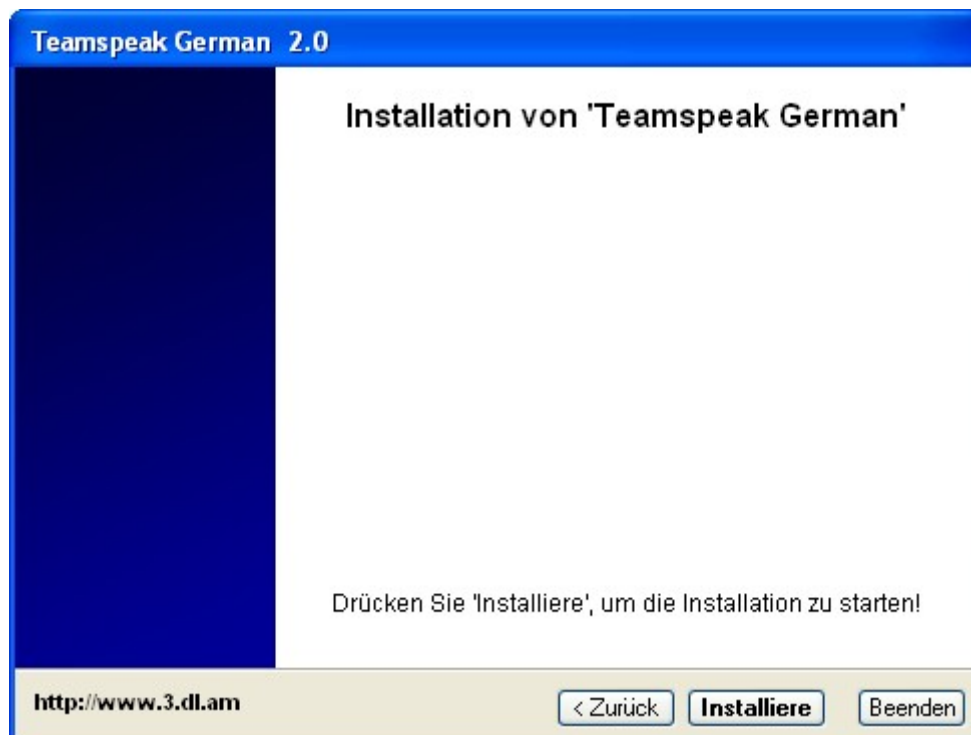 Teamspeak German 2.0
Installation von 'Teamspeak German'
Drücken Sie 'Installiere', um die Installation zu starten!
http://www.3.dl.am
< Zurück Installiere Beenden